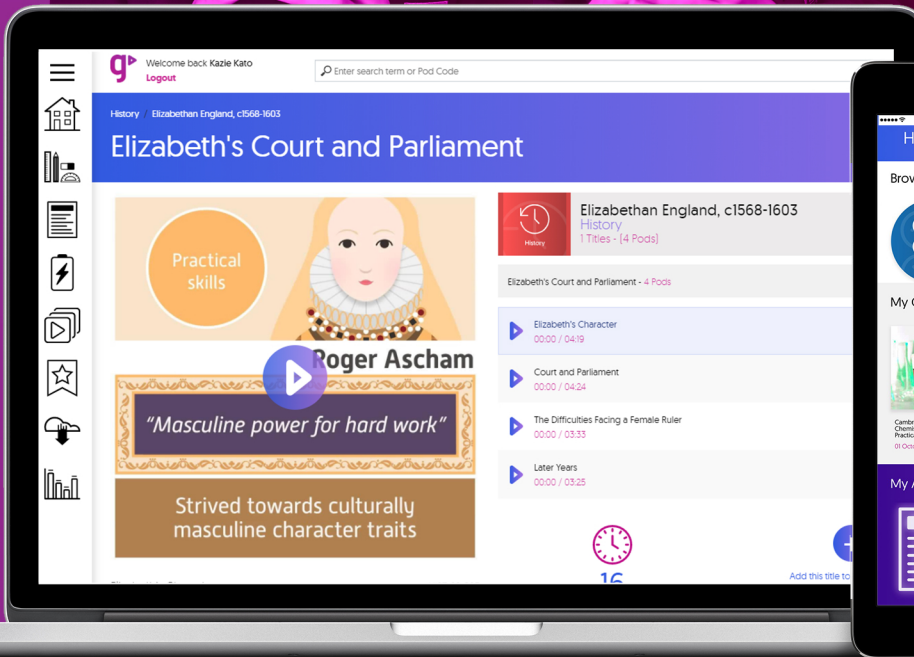 Welcome back Kazie Kato
Logout
Enter search term or Pod Code
History / Elizabethan England, c1568-1603
Elizabeth's Court and Parliament
Practical
skills
Roger Ascham
"Masculine power for hard work"
Strived towards culturally
masculine character traits
History
Elizabethan England, c1568-1603
History
1 Titles - [4 Pods]
Elizabeth's Court and Parliament - 4 Pods
Elizabeth's Character
00:00 / 04:19
Court and Parliament
00:00 / 04:24
The Difficulties Facing a Female Ruler
00:00 / 03:33
Later Years
00:00 / 03:25
16
Add this title to
My
My